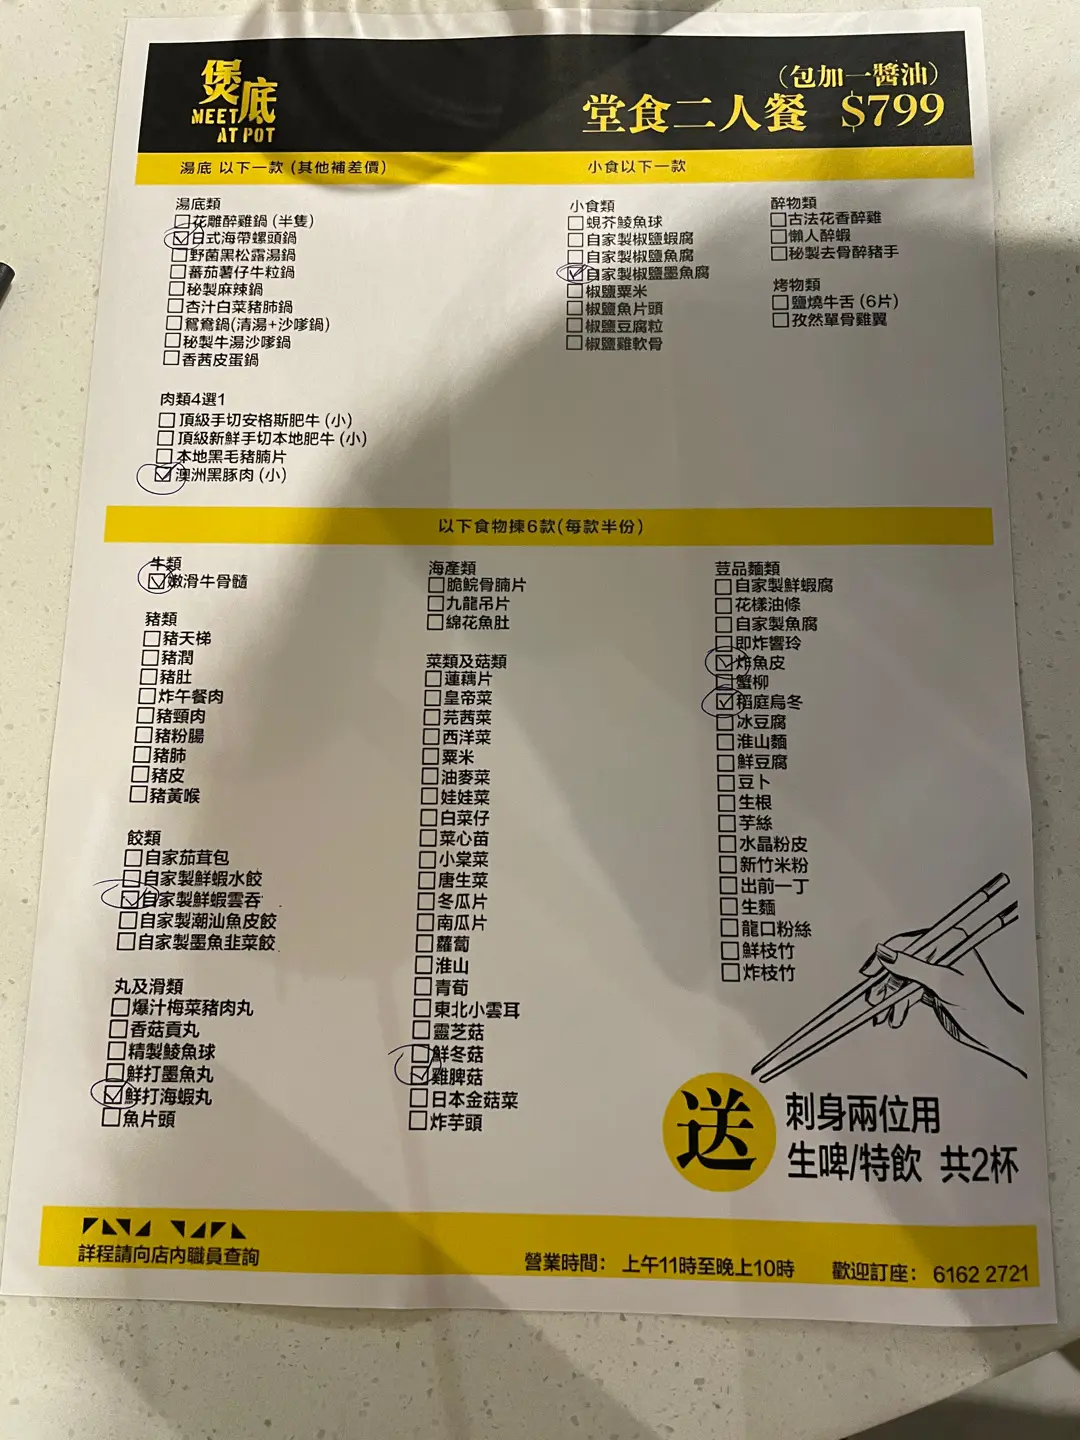 煲底
MEET
AT POT
（包加一醬油）
堂食二人餐 $799
湯底 以下一款 (其他補差價)
小食以下一款
湯底類
花雕醉雞鍋 (半隻)
日式海帶螺頭鍋
野菌黑松露湯鍋
蕃茄薯仔牛粒鍋
秘製麻辣鍋
杏汁白菜豬肺鍋
鴛鴦鍋(清湯+沙嗲鍋)
秘製牛湯沙嗲鍋
香茜皮蛋鍋
肉類4選1
頂級手切安格斯肥牛 (小)
頂級新鮮手切本地肥牛 (小)
本地黑毛豬腩片
澳洲黑豚肉 (小)
小食類
蜆芥鯪魚球
自家製椒鹽蝦腐
自家製椒鹽魚腐
自家製椒鹽墨魚腐
椒鹽粟米
椒鹽魚片頭
椒鹽豆腐粒
椒鹽雞軟骨
醉物類
古法花香醉雞
懶人醉蝦
秘製去骨醉豬手
烤物類
鹽燒牛舌 (6片)
孜然單骨雞翼
以下食物揀6款(每款半份)
牛類
嫩滑牛骨髓
豬類
豬天梯
豬潤
豬肚
炸午餐肉
豬頸肉
豬粉腸
豬肺
豬皮
豬黃喉
餃類
自家茄茸包
自家製鮮蝦水餃
自家製鮮蝦雲吞
自家製潮汕魚皮餃
自家製墨魚韭菜餃
丸及滑類
爆汁梅菜豬肉丸
香菇貢丸
精製鯪魚球
鮮打墨魚丸
鮮打海蝦丸
魚片頭
海產類
脆鯇骨腩片
九龍吊片
綿花魚肚
菜類及菇類
蓮藕片
皇帝菜
芫茜菜
西洋菜
粟米
油麥菜
娃娃菜
白菜仔
菜心苗
小棠菜
唐生菜
冬瓜片
南瓜片
蘿蔔
淮山
青荀
東北小雲耳
靈芝菇
鮮冬菇
雞脾菇
日本金菇菜
炸芋頭
荳品麵類
自家製鮮蝦腐
花樣油條
自家製魚腐
即炸響玲
炸魚皮
蟹柳
稻庭烏冬
冰豆腐
淮山麵
鮮豆腐
豆卜
生根
芋絲
水晶粉皮
新竹米粉
出前一丁
生麵
龍口粉絲
鮮枝竹
炸枝竹
送
刺身兩位用
生啤/特飲 共2杯
詳程請向店內職員查詢
營業時間： 上午11時至晚上10時
歡迎訂座： 6162 2721